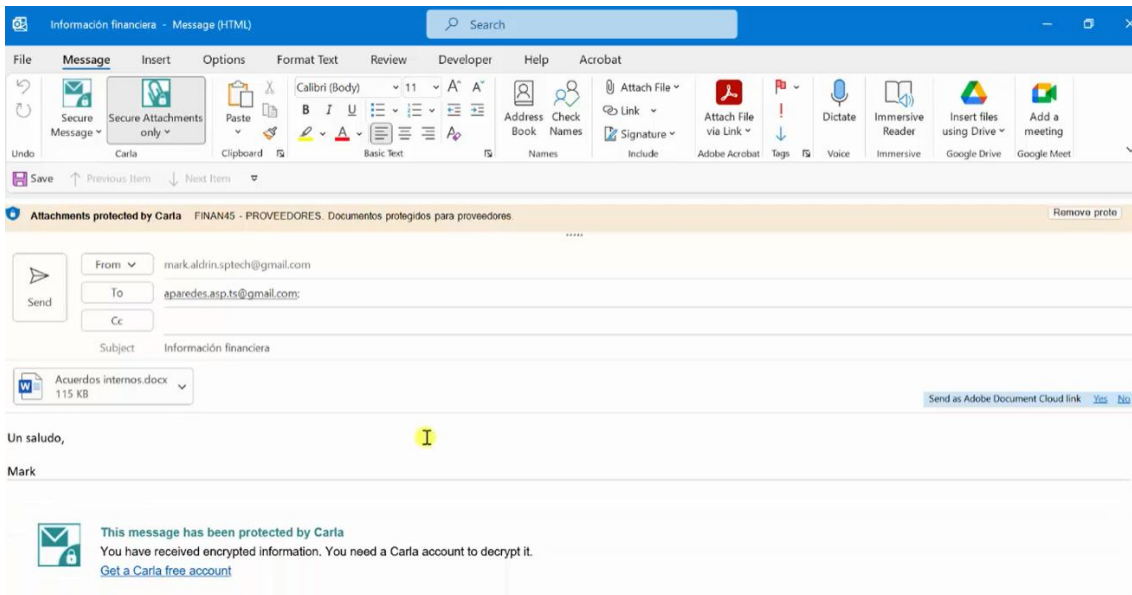 Información financiera - Message (HTML)
Search
File Message Insert Options Format Text Review Developer Help Acrobat
Secure Message
Secure Attachments only
Carla
Undo
Paste
Clipboard
Calibri (Body) 11 A^ A˅
B I U
Basic Text
Address Book
Check Names
Names
Attach File
Link
Signature
Include
Attach File via Link
Adobe Acrobat
Tags
Dictate
Voice
Immersive Reader
Immersive
Insert files using Drive
Google Drive
Add a meeting
Google Meet
Save Previous Item Next Item
Attachments protected by Carla FINAN45 - PROVEEDORES. Documentos protegidos para proveedores.
Remove prote
Send
From mark.aldrin.sptech@gmail.com
To aparedes.asp.ts@gmail.com;
Cc
Subject Información financiera
Acuerdos internos.docx
115 KB
Send as Adobe Document Cloud link Yes No
Un saludo,
Mark
This message has been protected by Carla
You have received encrypted information. You need a Carla account to decrypt it.
Get a Carla free account